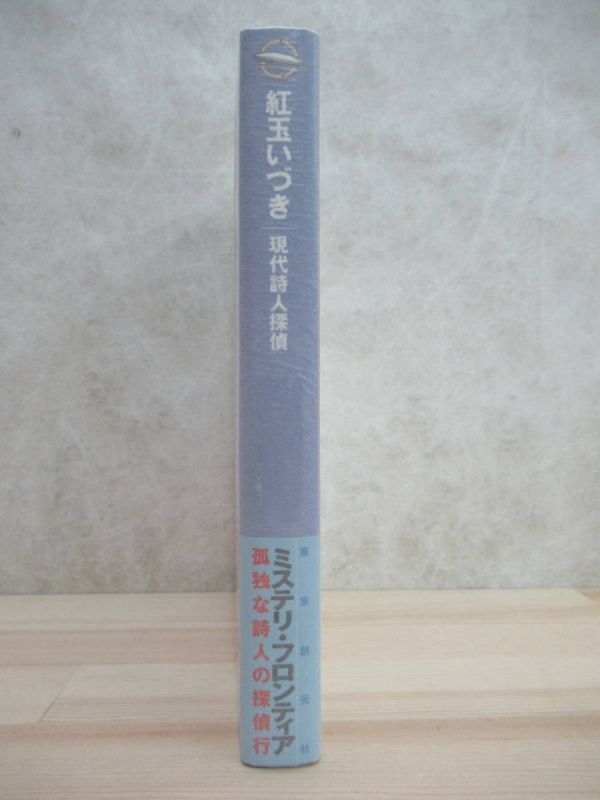 紅玉いづき
現代詩人探偵
東京創元社
ミステリ・フロンティア
孤独な詩人の探偵行